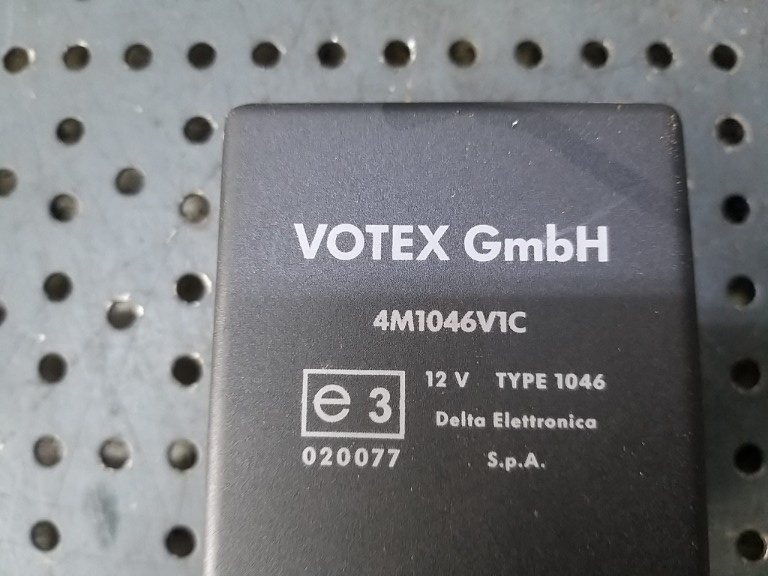 VOTEX GmbH
4M1046V1C
12 V TYPE 1046
e 3
Delta Elettronica
020077
S.p.A.